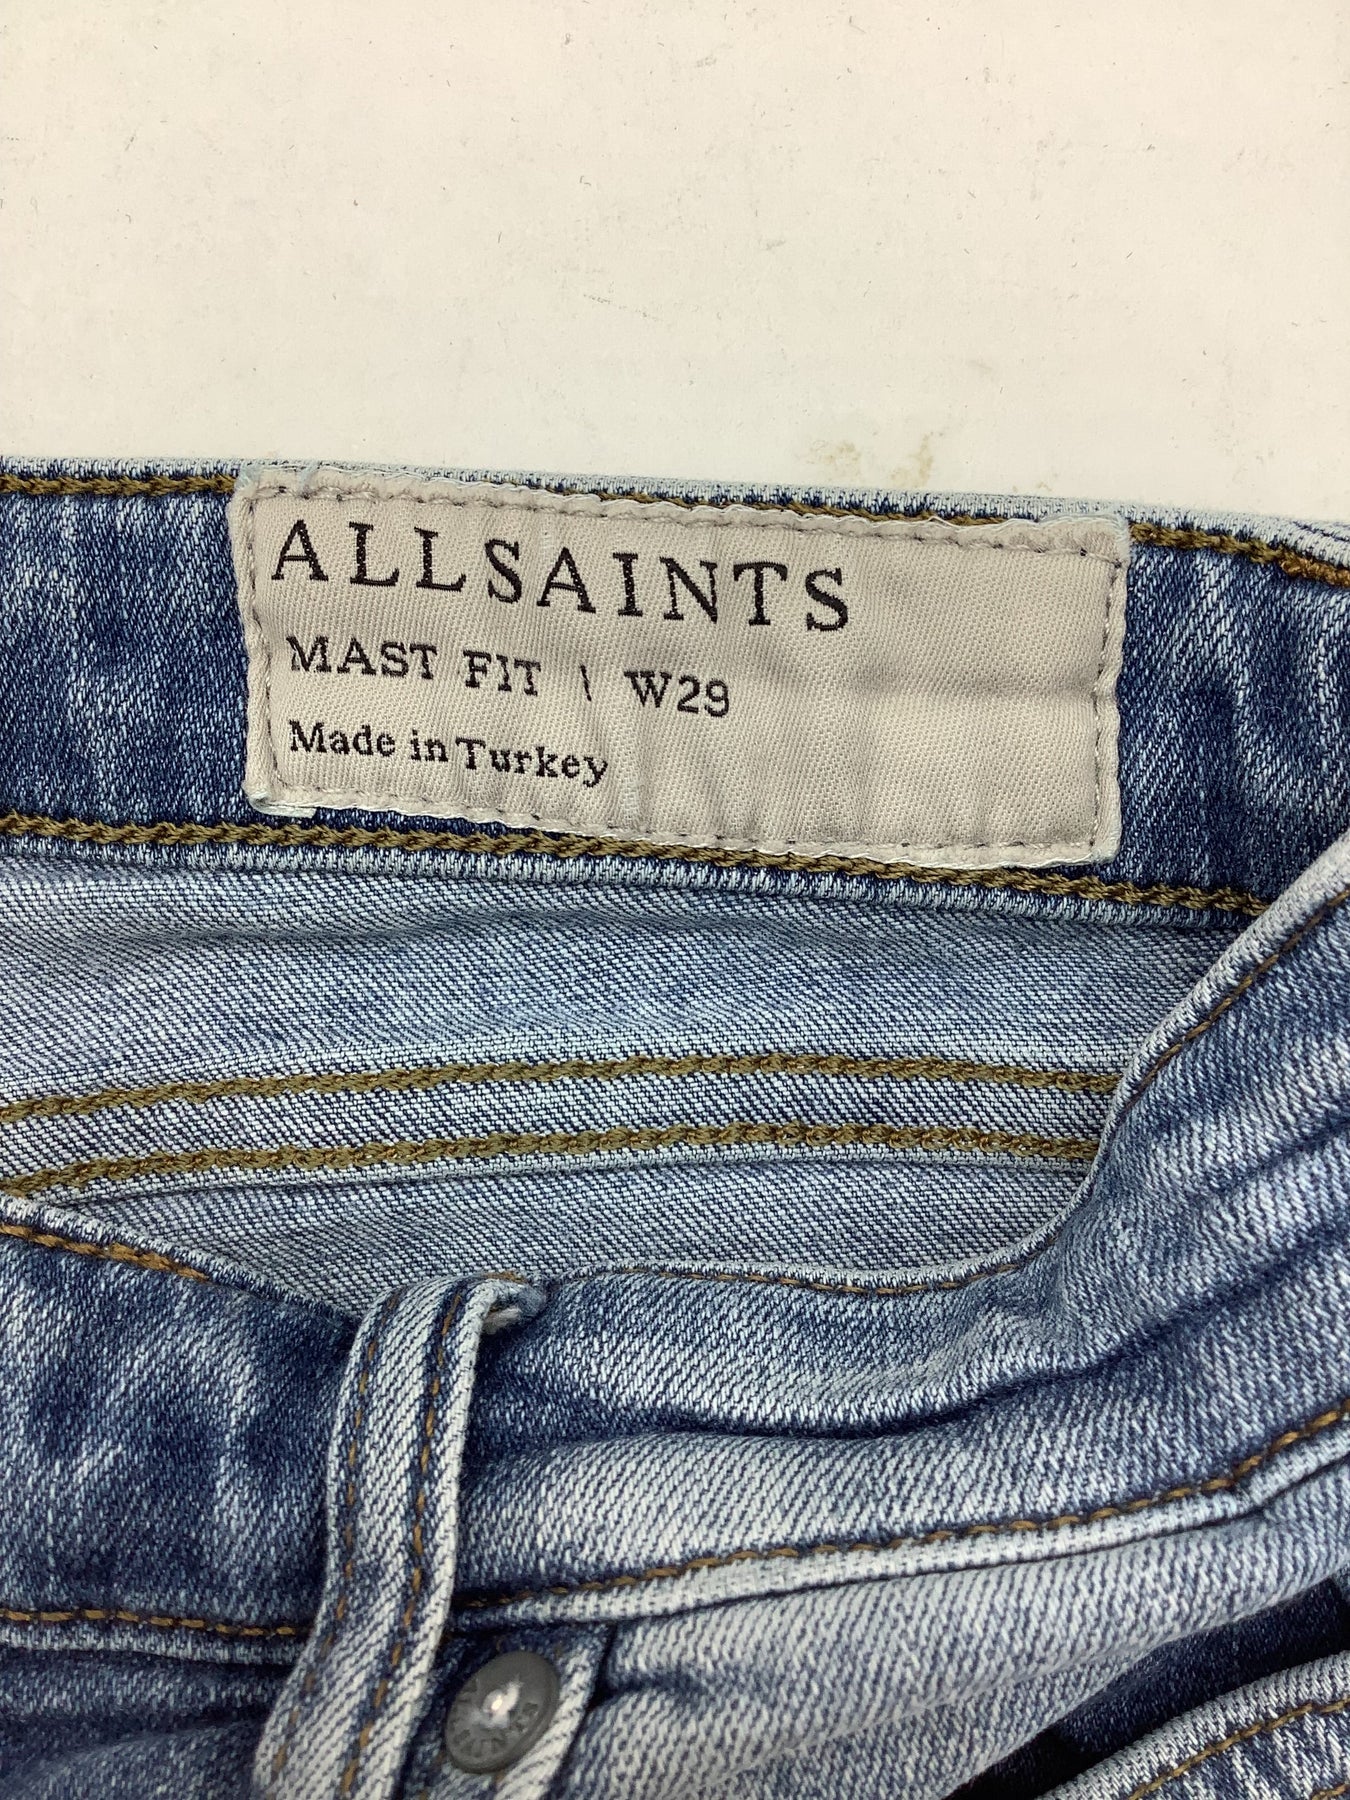 ALLSAINTS
MAST FIT \ W29
Made in Turkey